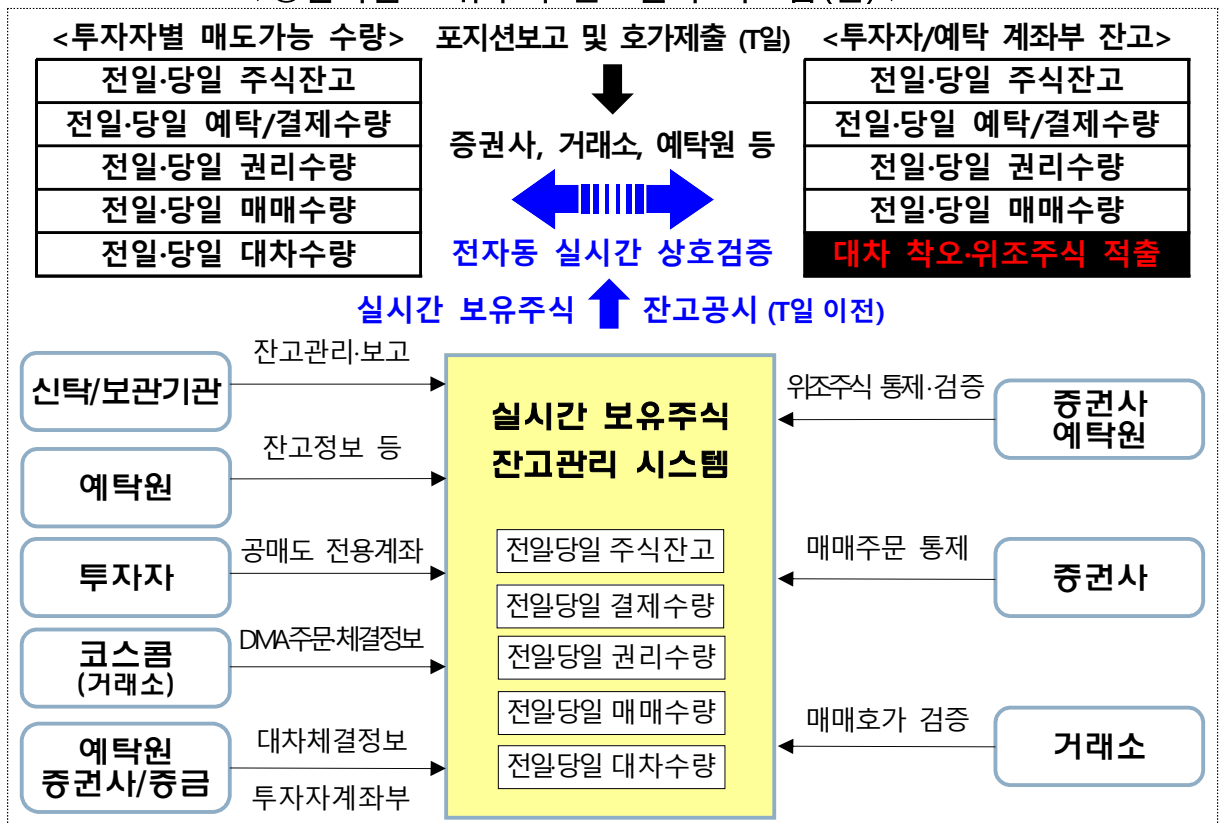 <투자자별 매도가능 수량>
전일·당일 주식잔고
전일·당일 예탁/결제수량
전일·당일 권리수량
전일·당일 매매수량
전일·당일 대차수량
포지션보고 및 호가제출 (T일)
증권사, 거래소, 예탁원 등
전자동 실시간 상호검증
<투자자/예탁 계좌부 잔고>
전일·당일 주식잔고
전일·당일 예탁/결제수량
전일·당일 권리수량
전일·당일 매매수량
대차 착오·위조주식 적출
실시간 보유주식 잔고공시 (T일 이전)
신탁/보관기관
잔고관리·보고
예탁원
잔고정보 등
투자자
공매도 전용계좌
코스콤
(거래소)
DMA주문체결정보
예탁원
증권사/증금
대차체결정보
투자자계좌부
실시간 보유주식
잔고관리 시스템
전일당일 주식잔고
전일당일 결제수량
전일당일 권리수량
전일당일 매매수량
전일당일 대차수량
위조주식 통제·검증
증권사
예탁원
매매주문 통제
증권사
매매호가 검증
거래소